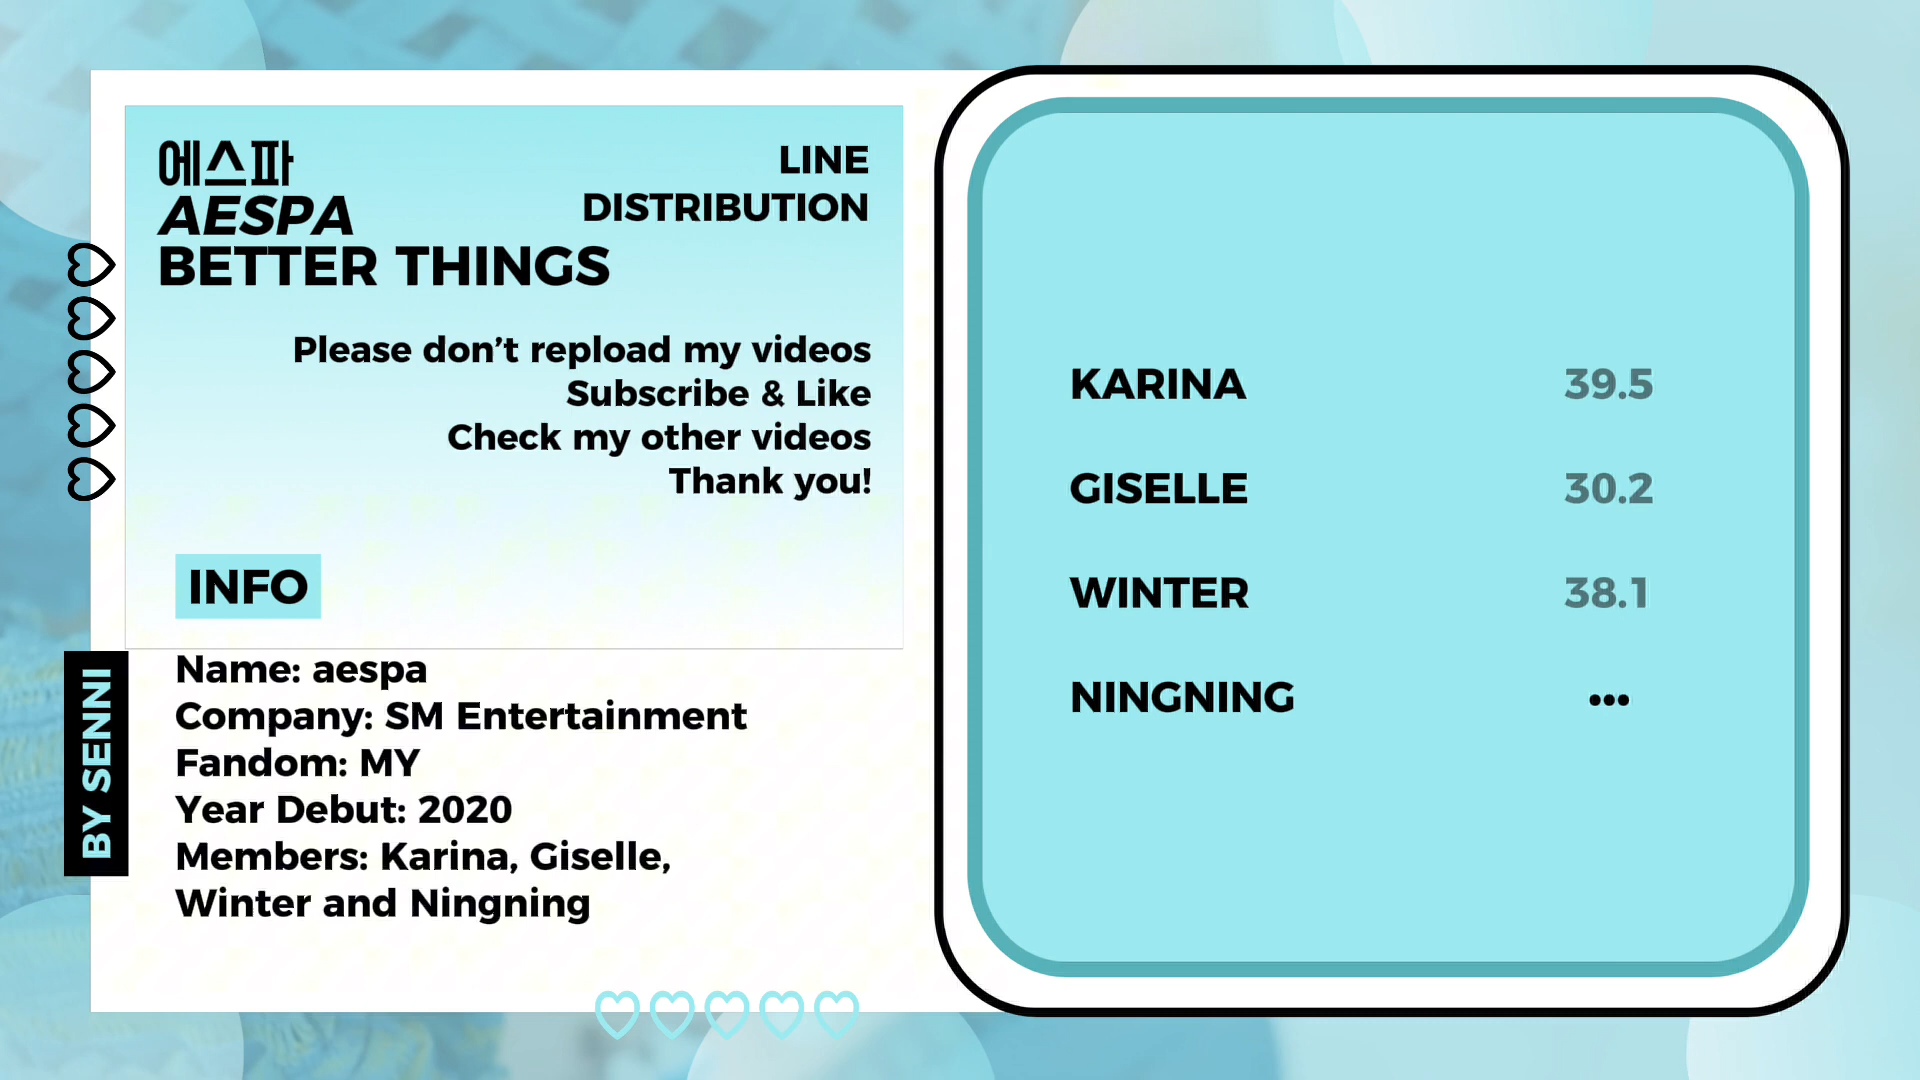 에스파
AESPA
BETTER THINGS
LINE
DISTRIBUTION
Please don’t repload my videos
Subscribe & Like
Check my other videos
Thank you!
INFO
Name: aespa
Company: SM Entertainment
Fandom: MY
Year Debut: 2020
Members: Karina, Giselle,
Winter and Ningning
BY SENNI
KARINA 39.5
GISELLE 30.2
WINTER 38.1
NINGNING •••